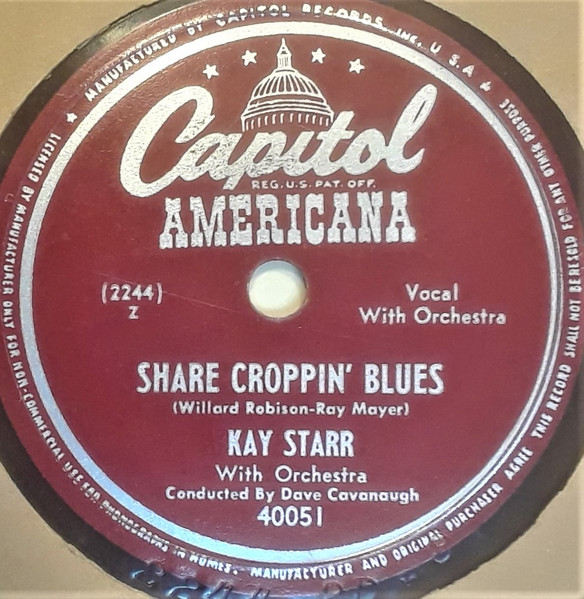 MANUFACTURED BY CAPITOL RECORDS, INC. U.S.A.
Capitol
REG. U.S. PAT. OFF.
AMERICANA
(2244)
Z
Vocal
With Orchestra
SHARE CROPPIN' BLUES
(Willard Robison-Ray Mayer)
KAY STARR
With Orchestra
Conducted By Dave Cavanaugh
40051
LICENSED BY MANUFACTURER ONLY FOR NON-COMMERCIAL USE FOR PHONOGRAPHS IN HOMES. MANUFACTURER AND ORIGINAL PURCHASER AGREE THIS RECORD SHALL NOT BE RESOLD FOR ANY OTHER PURPOSE